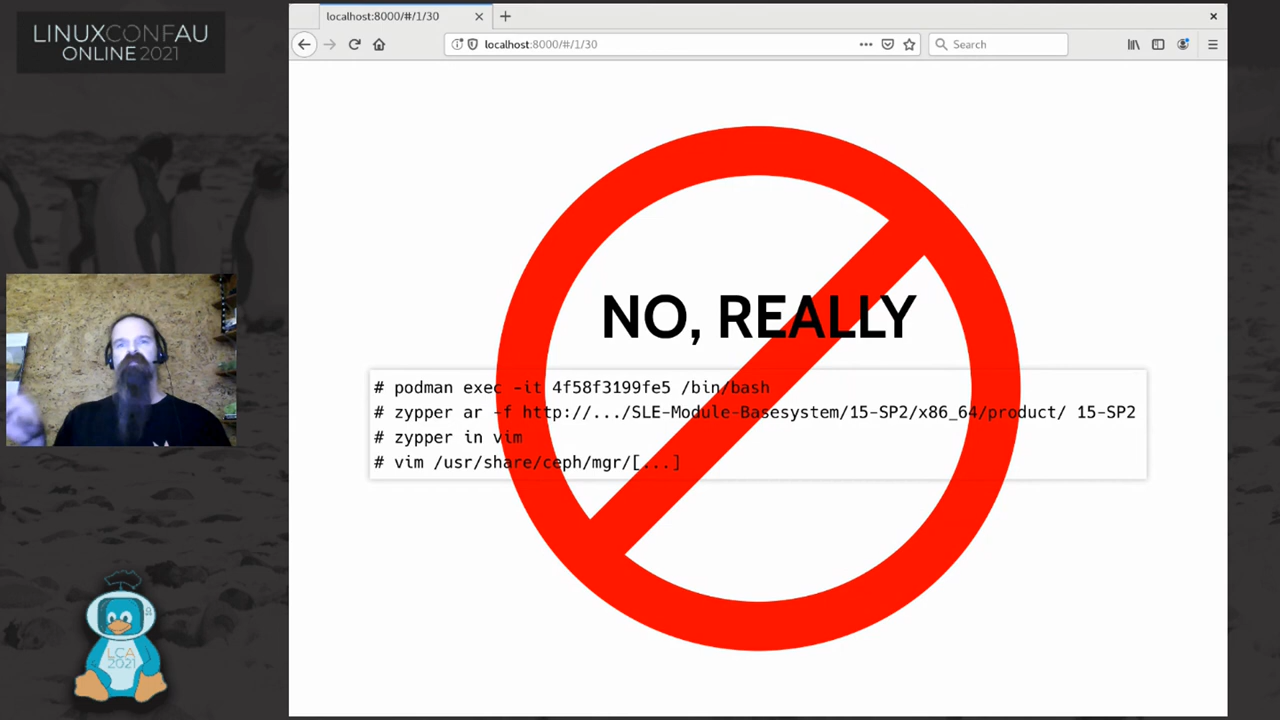 LINUXCONFAU
ONLINE 2021
localhost:8000/#/1/30
localhost:8000/#/1/30
Search
NO, REALLY
# podman exec -it 4f58f3199fe5 /bin/bash
# zypper ar -f http://.../SLE-Module-Basesystem/15-SP2/x86_64/product/ 15-SP2
# zypper in vim
# vim /usr/share/ceph/mgr/[...]
LCA
2021